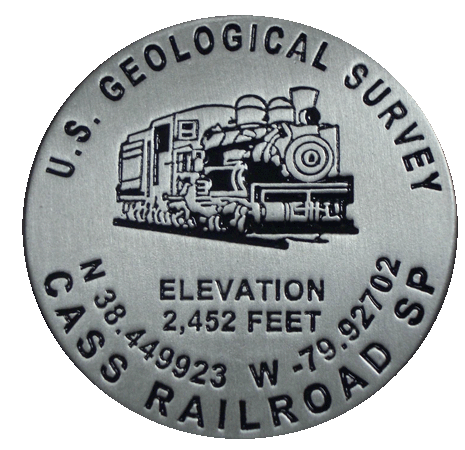 U.S. GEOLOGICAL SURVEY
ELEVATION
2,452 FEET
N 38.449923 W -79.92702
CASS RAILROAD SP